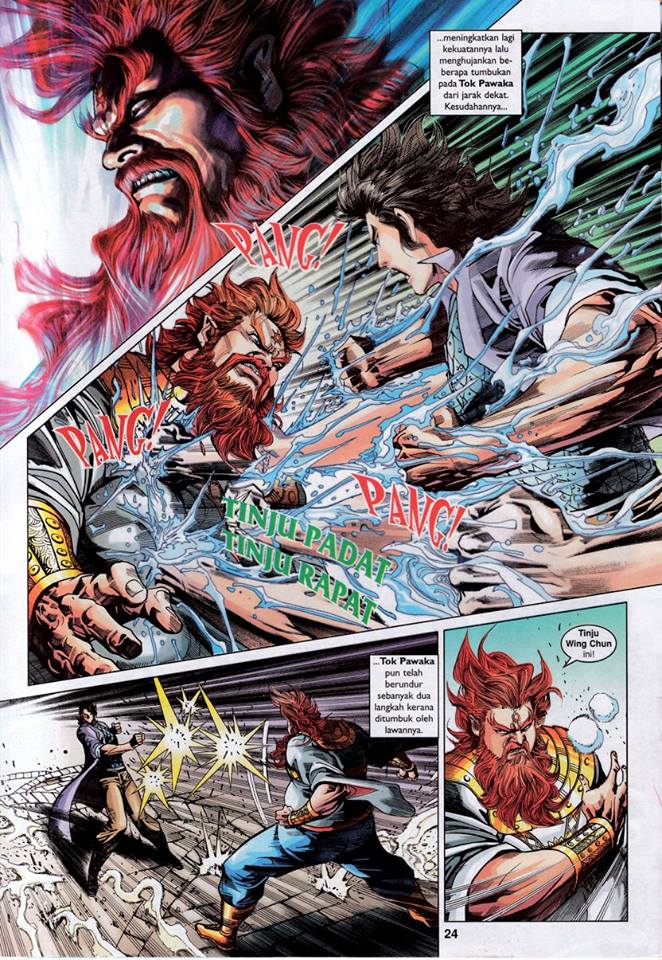 ...meningkatkan lagi
kekuatannya lalu
menghujankan be-
berapa tumbukan
pada Tok Pawaka
dari jarak dekat.
Kesudahannya...
PANG!
PANG!
PANG!
TINJU PADAT
TINJU RAPAT
...Tok Pawaka
pun telah
berundur
sebanyak dua
langkah kerana
ditumbuk oleh
lawannya.
Tinju
Wing Chun
ini!
24